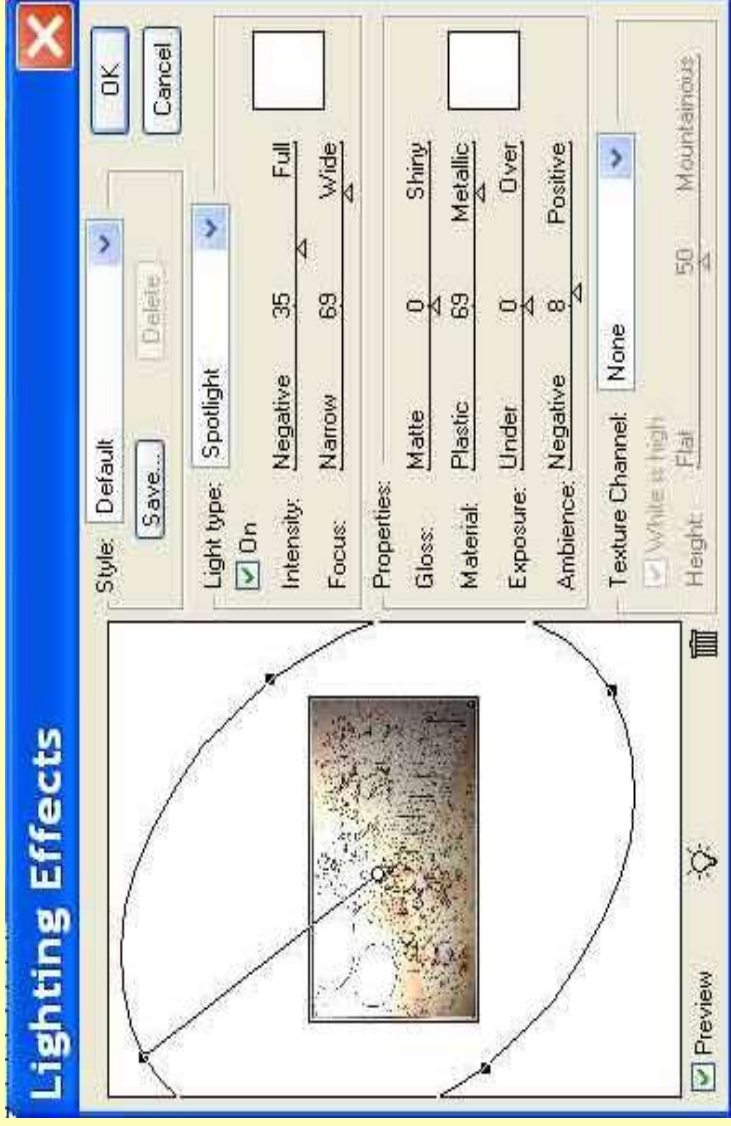 Lighting Effects
Style: Default
Save... Delete
OK
Cancel
Light type: Spotlight
On
Intensity: Negative 35 Full
Focus: Narrow 69 Wide
Properties:
Gloss: Matte 0 Shiny
Material: Plastic 69 Metallic
Exposure: Under 0 Over
Ambience: Negative 8 Positive
Texture Channel: None
White is high
Height: Flat 50 Mountainous
Preview